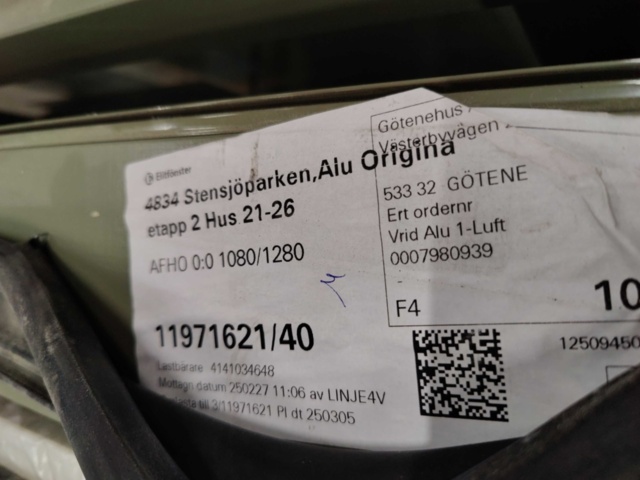 Elitfönster
4834 Stensjöparken,Alu Origina
etapp 2 Hus 21-26
AFHO 0:0 1080/1280
11971621/40
Lastbärare 4141034648
Mottagn datum 250227 11:06 av LINJE4V
till 3/11971621 Pl dt 250305
Götenehus
Västerbyvägen
533 32 GÖTENE
Ert ordernr
Vrid Alu 1-Luft
0007980939
F4
10
12509450